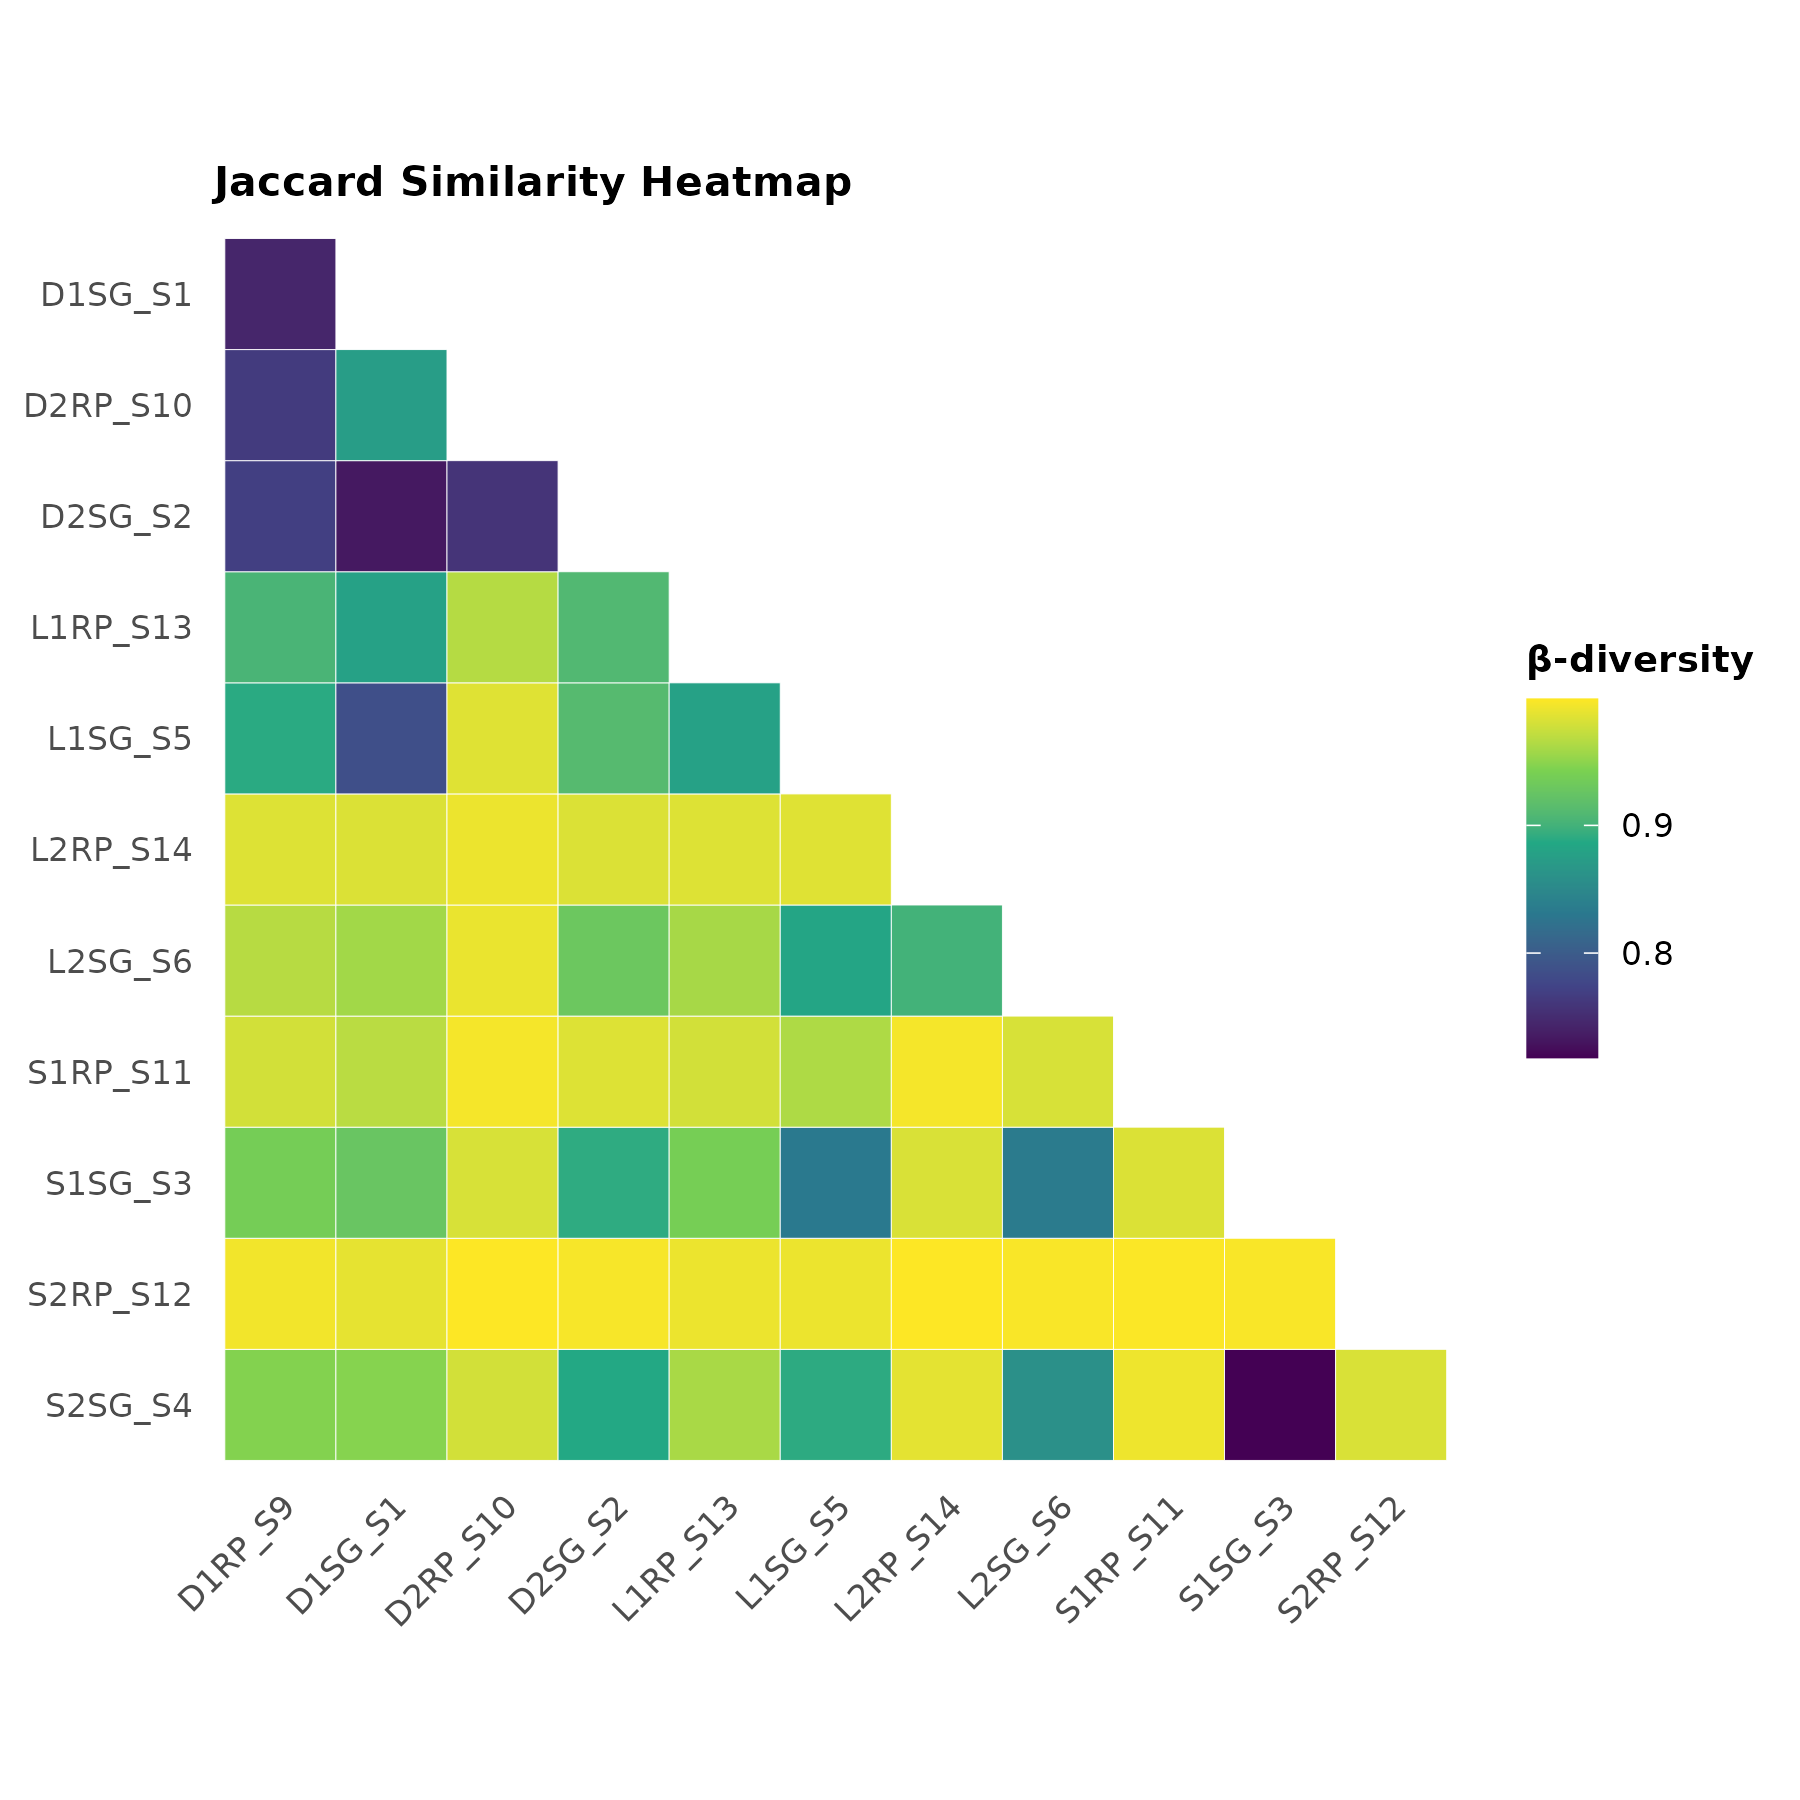 Jaccard Similarity Heatmap
D1SG_S1
D2RP_S10
D2SG_S2
L1RP_S13
L1SG_S5
L2RP_S14
L2SG_S6
S1RP_S11
S1SG_S3
S2RP_S12
S2SG_S4
D1RP_S9
D1SG_S1
D2RP_S10
D2SG_S2
L1RP_S13
L1SG_S5
L2RP_S14
L2SG_S6
S1RP_S11
S1SG_S3
S2RP_S12
β-diversity
0.9
0.8